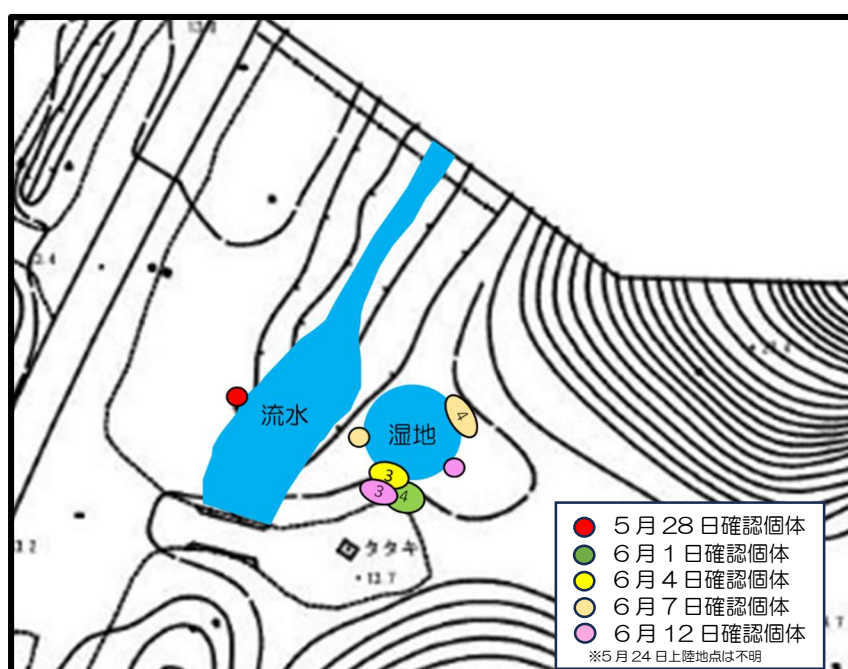 流水
湿地
4
3
3
4
タタキ
13.7
5月28日確認個体
6月1日確認個体
6月4日確認個体
6月7日確認個体
6月12日確認個体
※5月24日上陸地点は不明